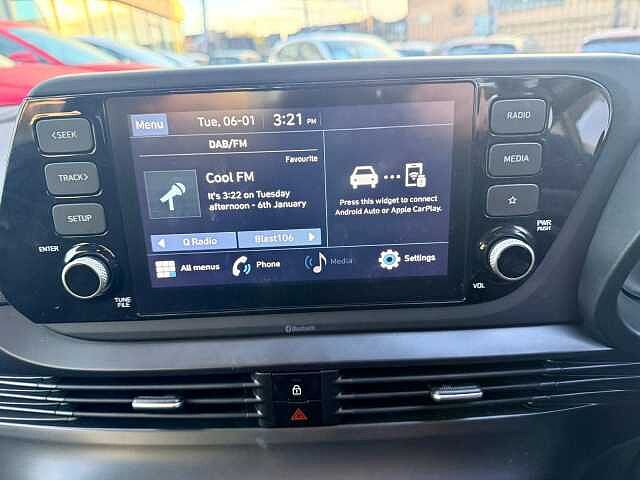 <SEEK
TRACK>
SETUP
ENTER
TUNE
FILE
Menu
Tue, 06-01
3:21 PM
DAB/FM
Favourite
Cool FM
It's 3:22 on Tuesday
afternoon - 6th January
Q Radio
Blast106
Press this widget to connect
Android Auto or Apple CarPlay.
All menus
Phone
Media
Settings
RADIO
MEDIA
PWR
PUSH
VOL
Bluetooth